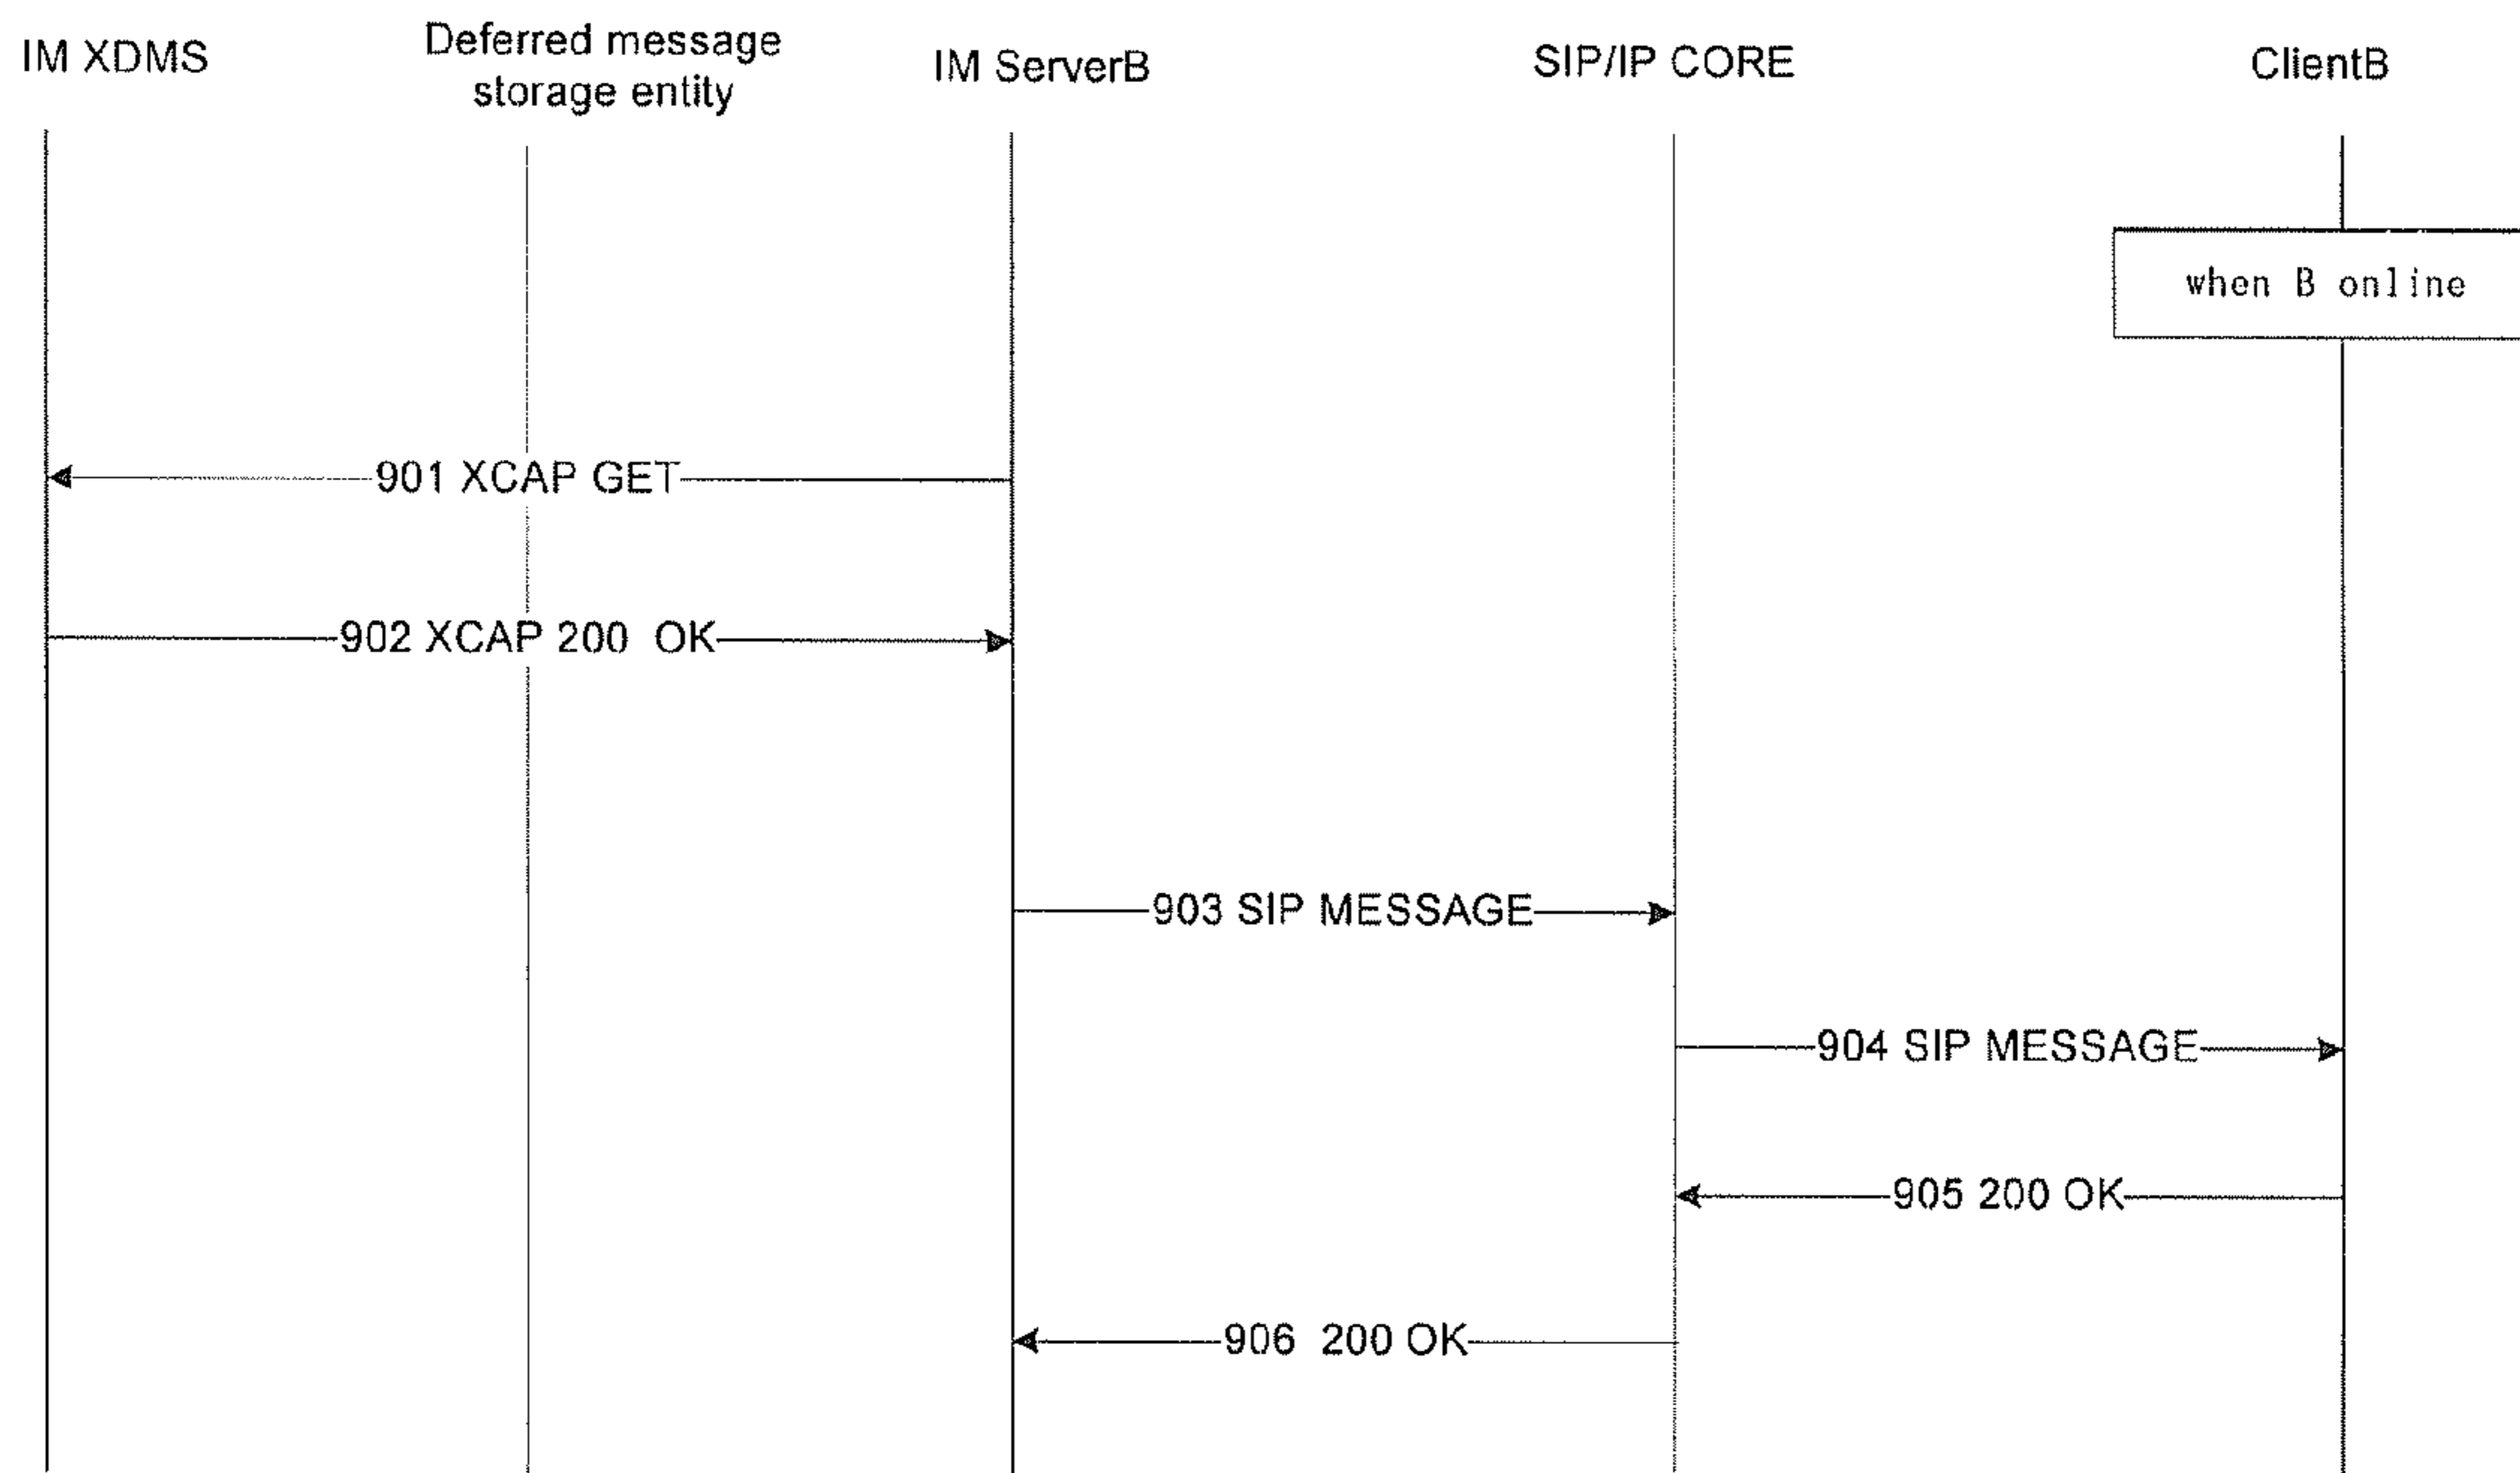 IM XDMS
Deferred message
storage entity
IM ServerB
SIP/IP CORE
ClientB
when B online
901 XCAP GET
902 XCAP 200 OK
903 SIP MESSAGE
904 SIP MESSAGE
905 200 OK
906 200 OK